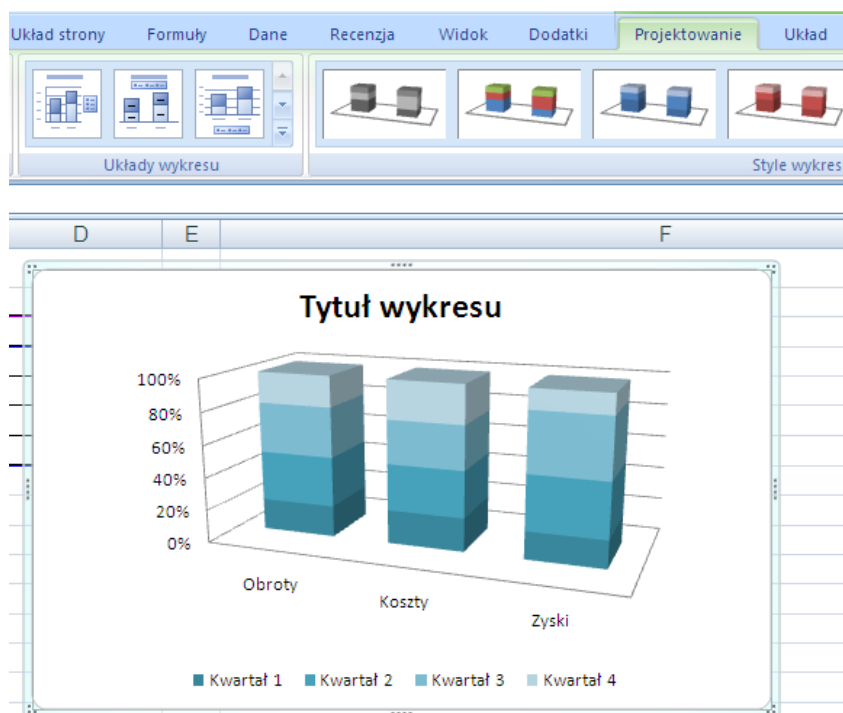 Układ strony Formuły Dane Recenzja Widok Dodatki Projektowanie Układ
Układy wykresu
Style wykres
D E F
Tytuł wykresu
100%
80%
60%
40%
20%
0%
Obroty
Koszty
Zyski
Kwartał 1 Kwartał 2 Kwartał 3 Kwartał 4